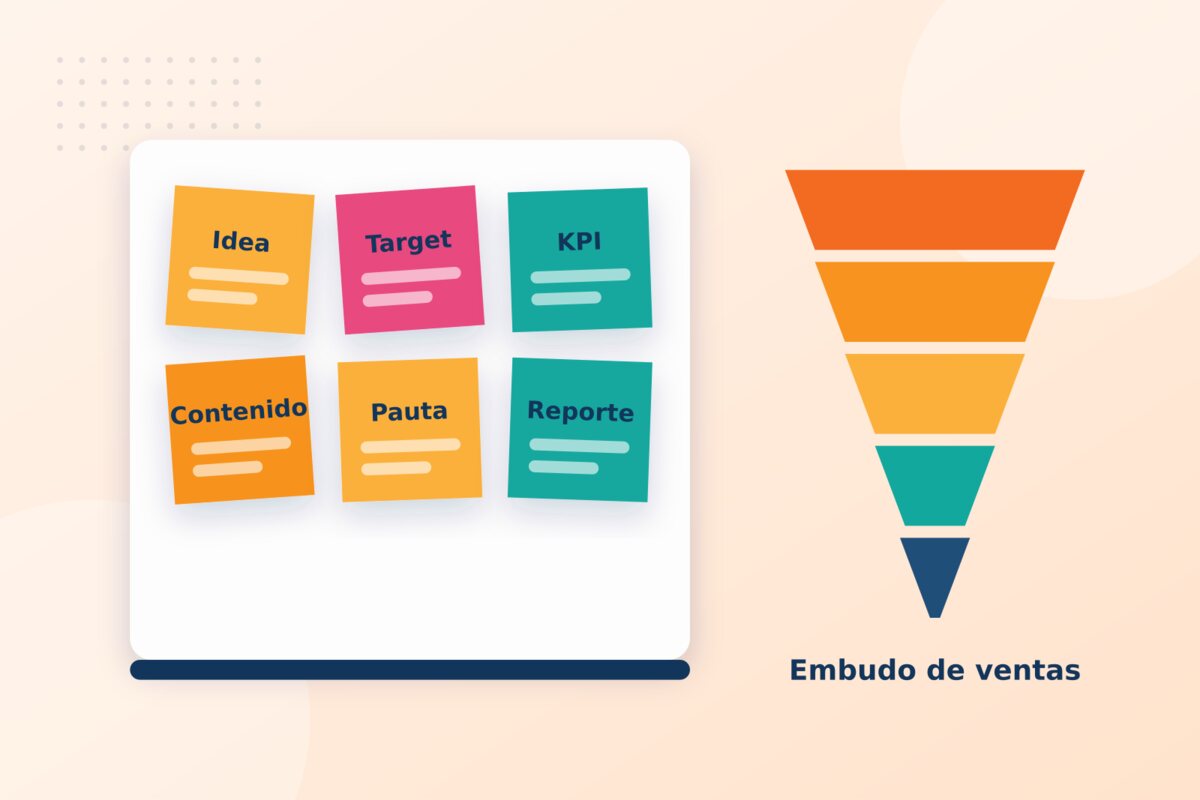 Idea
Target
KPI
Contenido
Pauta
Reporte
Embudo de ventas